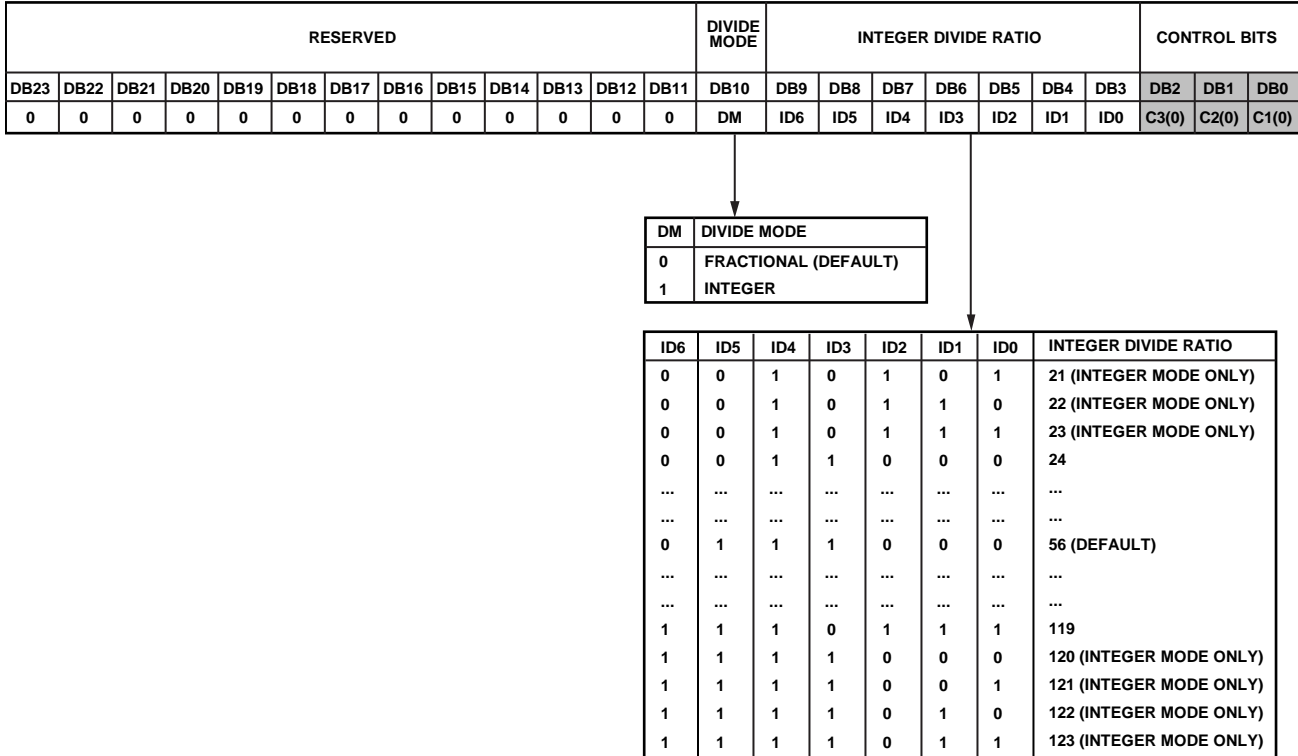 RESERVED DIVIDE MODE INTEGER DIVIDE RATIO CONTROL BITS
DB23 DB22 DB21 DB20 DB19 DB18 DB17 DB16 DB15 DB14 DB13 DB12 DB11 DB10 DB9 DB8 DB7 DB6 DB5 DB4 DB3 DB2 DB1 DB0
0 0 0 0 0 0 0 0 0 0 0 0 0 DM ID6 ID5 ID4 ID3 ID2 ID1 ID0 C3(0) C2(0) C1(0)
DM DIVIDE MODE
0 FRACTIONAL (DEFAULT)
1 INTEGER
ID6 ID5 ID4 ID3 ID2 ID1 ID0 INTEGER DIVIDE RATIO
0 0 1 0 1 0 1 21 (INTEGER MODE ONLY)
0 0 1 0 1 1 0 22 (INTEGER MODE ONLY)
0 0 1 0 1 1 1 23 (INTEGER MODE ONLY)
0 0 1 1 0 0 0 24
... ... ... ... ... ... ... ...
... ... ... ... ... ... ... ...
0 1 1 1 0 0 0 56 (DEFAULT)
... ... ... ... ... ... ... ...
... ... ... ... ... ... ... ...
1 1 1 0 1 1 1 119
1 1 1 1 0 0 0 120 (INTEGER MODE ONLY)
1 1 1 1 0 0 1 121 (INTEGER MODE ONLY)
1 1 1 1 0 1 0 122 (INTEGER MODE ONLY)
1 1 1 1 0 1 1 123 (INTEGER MODE ONLY)